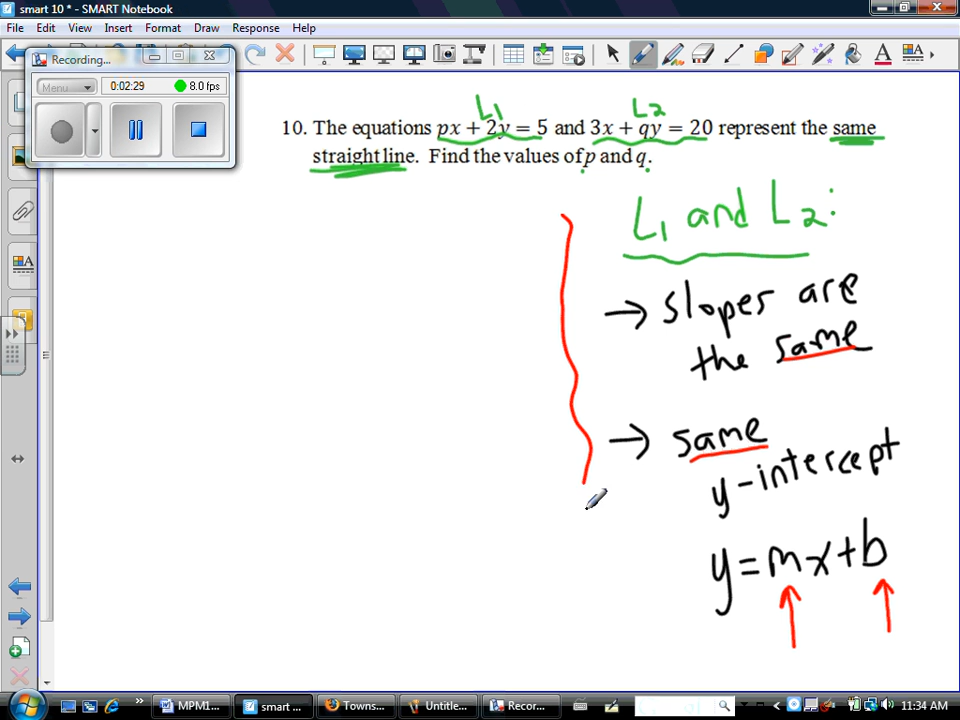 smart 10 * - SMART Notebook
File Edit View Insert Format Draw Response Help
Recording...
Menu 0:02:29 8.0 fps
L1 L2
10. The equations px + 2y = 5 and 3x + qy = 20 represent the same
straight line. Find the values of p and q.
L1 and L2:
→ slopes are
the same
→ same
y-intercept
y=mx+b
MPM1... smart ... Towns... Untitle... Recor... 11:34 AM